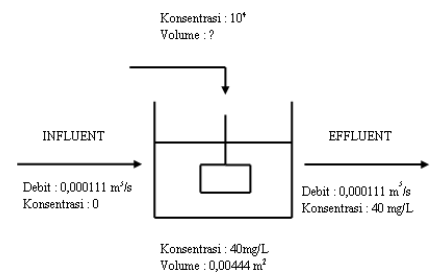 Konsentrasi : 10⁴
Volume : ?
INFLUENT
EFFLUENT
Debit : 0,000111 m³/s
Konsentrasi : 0
Debit : 0,000111 m³/s
Konsentrasi : 40 mg/L
Konsentrasi : 40mg/L
Volume : 0,00444 m²